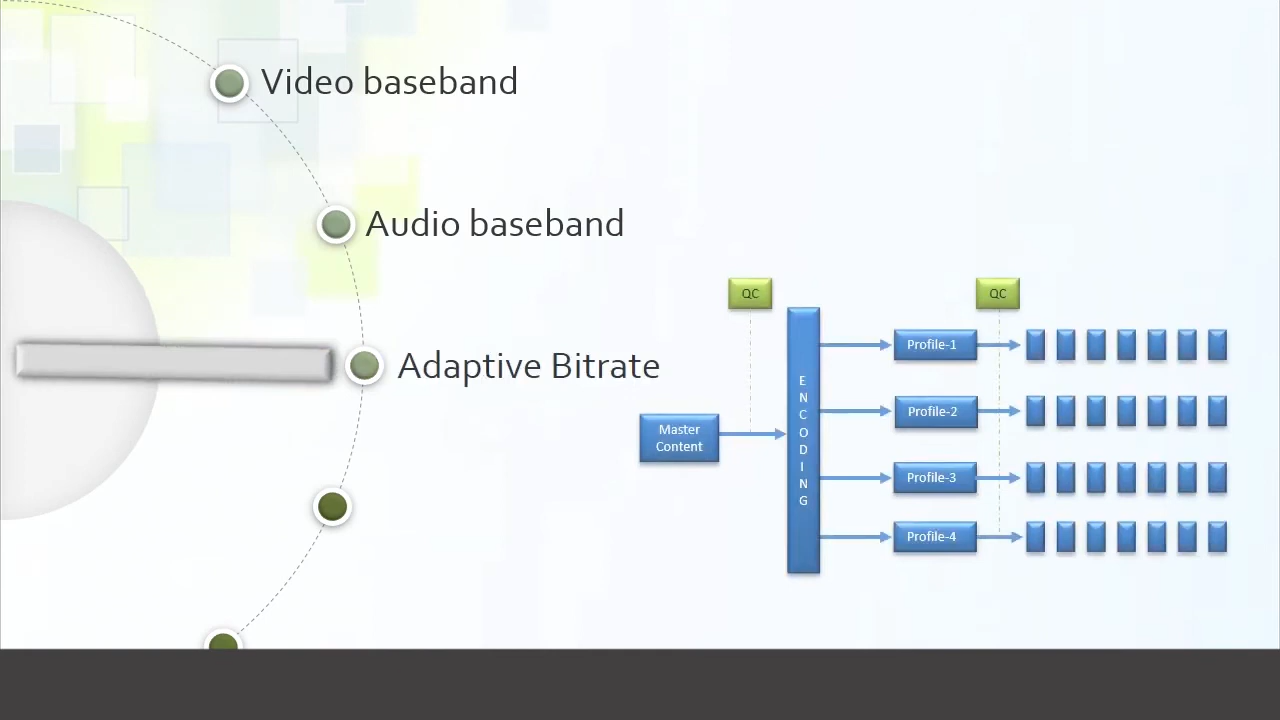 Video baseband
Audio baseband
Adaptive Bitrate
QC
QC
Master
Content
E
N
C
O
D
I
N
G
Profile-1
Profile-2
Profile-3
Profile-4